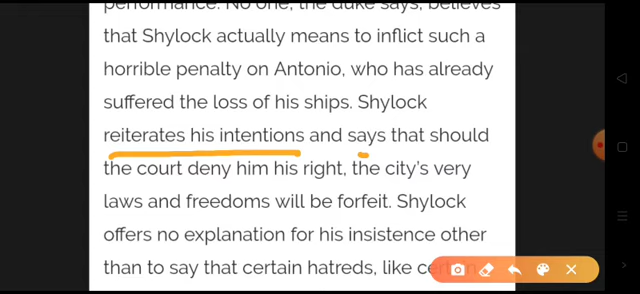 performance. No one, the duke says, believes
that Shylock actually means to inflict such a
horrible penalty on Antonio, who has already
suffered the loss of his ships. Shylock
reiterates his intentions and says that should
the court deny him his right, the city's very
laws and freedoms will be forfeit. Shylock
offers no explanation for his insistence other
than to say that certain hatreds, like